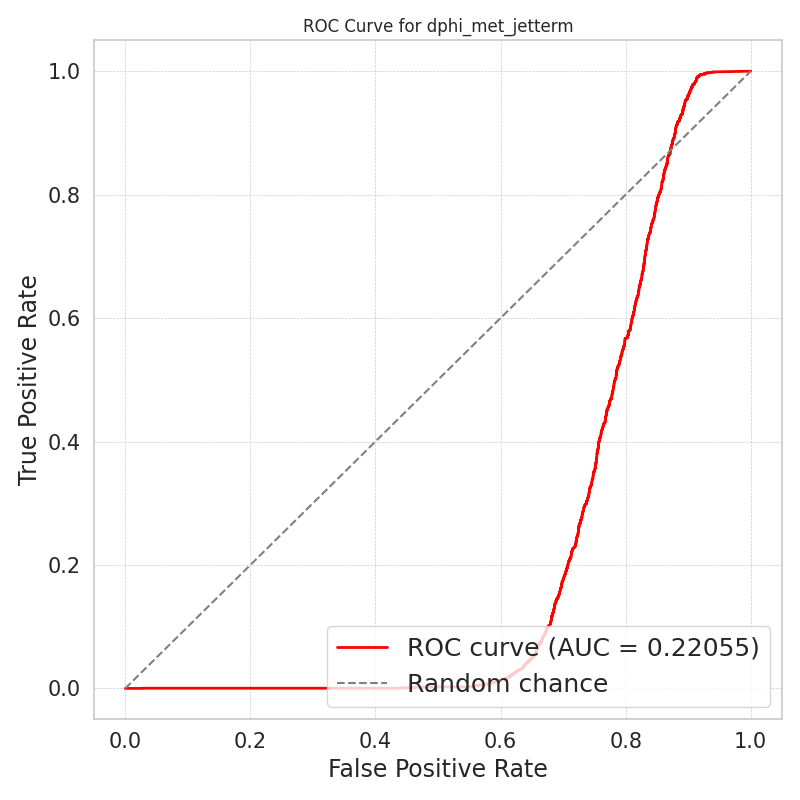 ROC Curve for dphi_met_jetterm
True Positive Rate
1.0
0.8
0.6
0.4
0.2
0.0
ROC curve (AUC = 0.22055)
Random chance
0.0 0.2 0.4 0.6 0.8 1.0
False Positive Rate